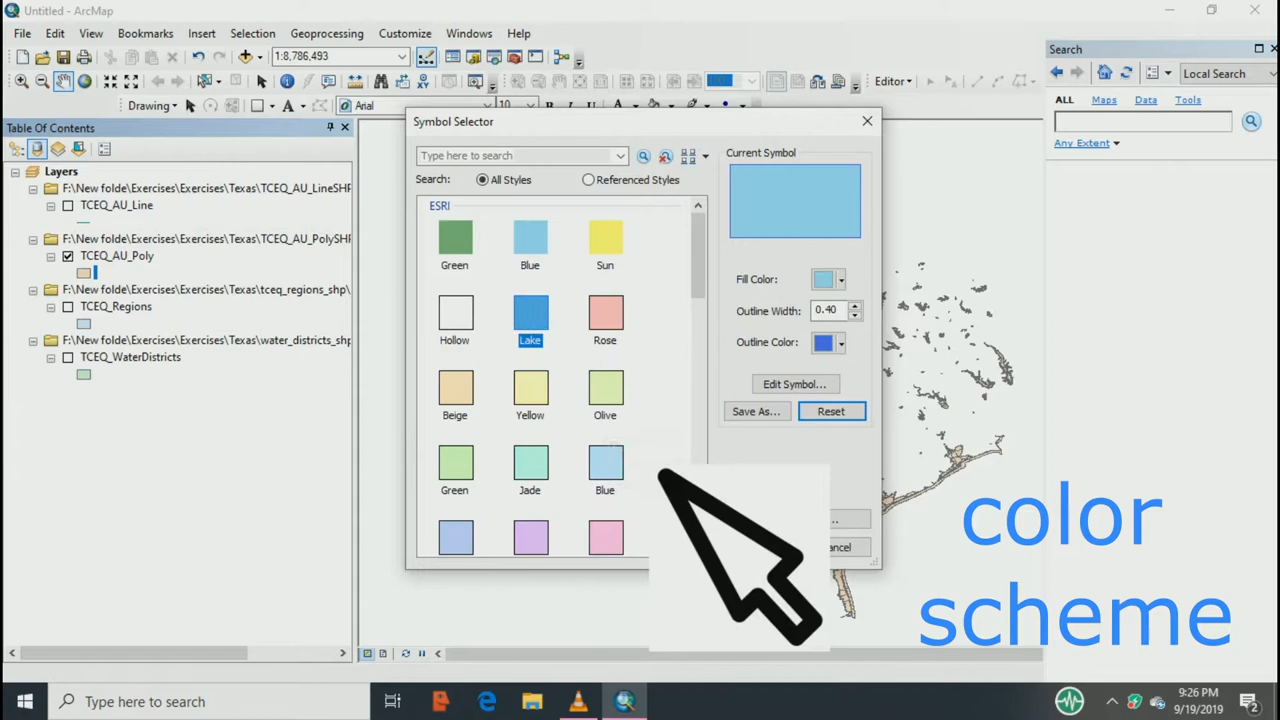 Untitled - ArcMap
File Edit View Bookmarks Insert Selection Geoprocessing Customize Windows Help
1:8,786,493
Editor
Drawing Arial 10 B I U A
Table Of Contents
Layers
F:\New folde\Exercises\Exercises\Texas\TCEQ_AU_LineSHP
TCEQ_AU_Line
F:\New folde\Exercises\Exercises\Texas\TCEQ_AU_PolySHP
TCEQ_AU_Poly
F:\New folde\Exercises\Exercises\Texas\tceq_regions_shp\
TCEQ_Regions
F:\New folde\Exercises\Exercises\Texas\water_districts_shp
TCEQ_WaterDistricts
Symbol Selector
Type here to search
Search: All Styles Referenced Styles
ESRI
Green Blue Sun
Hollow Lake Rose
Beige Yellow Olive
Green Jade Blue
Current Symbol
Fill Color:
Outline Width: 0.40
Outline Color:
Edit Symbol...
Save As... Reset
Search
Local Search
ALL Maps Data Tools
Any Extent
color
scheme
Type here to search
9:26 PM
9/19/2019
2